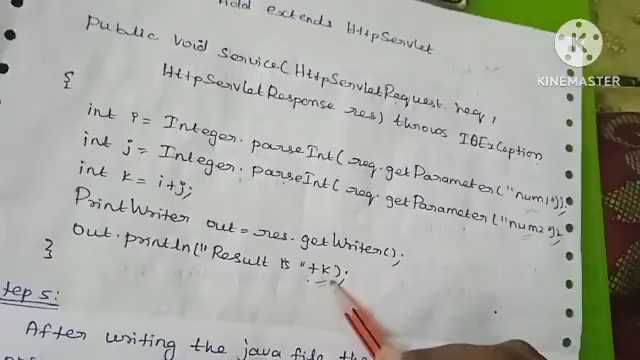 Add extends HttpServlet
Public void Service(HttpServletRequest req,
HttpServletResponse res) throws IOException
{
int i = Integer.parseInt(req.getParameter("num1"));
int j = Integer.parseInt(req.getParameter("num2"));
int k = i+j;
PrintWriter out = res.getWriter();
out.println("Result is "+k);
}
tep 5:
After writing the java file the
KINEMASTER